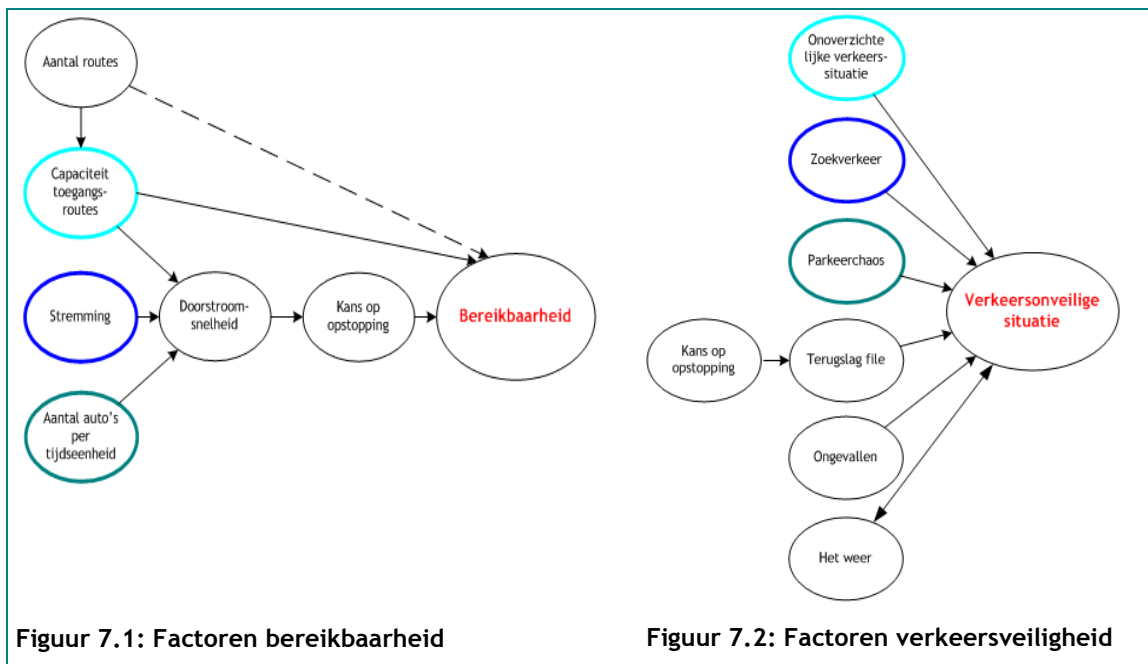 Aantal routes
Capaciteit
toegangs-
routes
Stremming
Doorstroom-
snelheid
Kans op
opstopping
Bereikbaarheid
Aantal auto's
per
tijdseenheid
Figuur 7.1: Factoren bereikbaarheid
Onoverzichte
lijke verkeers-
situatie
Zoekverkeer
Parkeerchaos
Verkeersonveilige
situatie
Kans op
opstopping
Terugslag file
Ongevallen
Het weer
Figuur 7.2: Factoren verkeersveiligheid